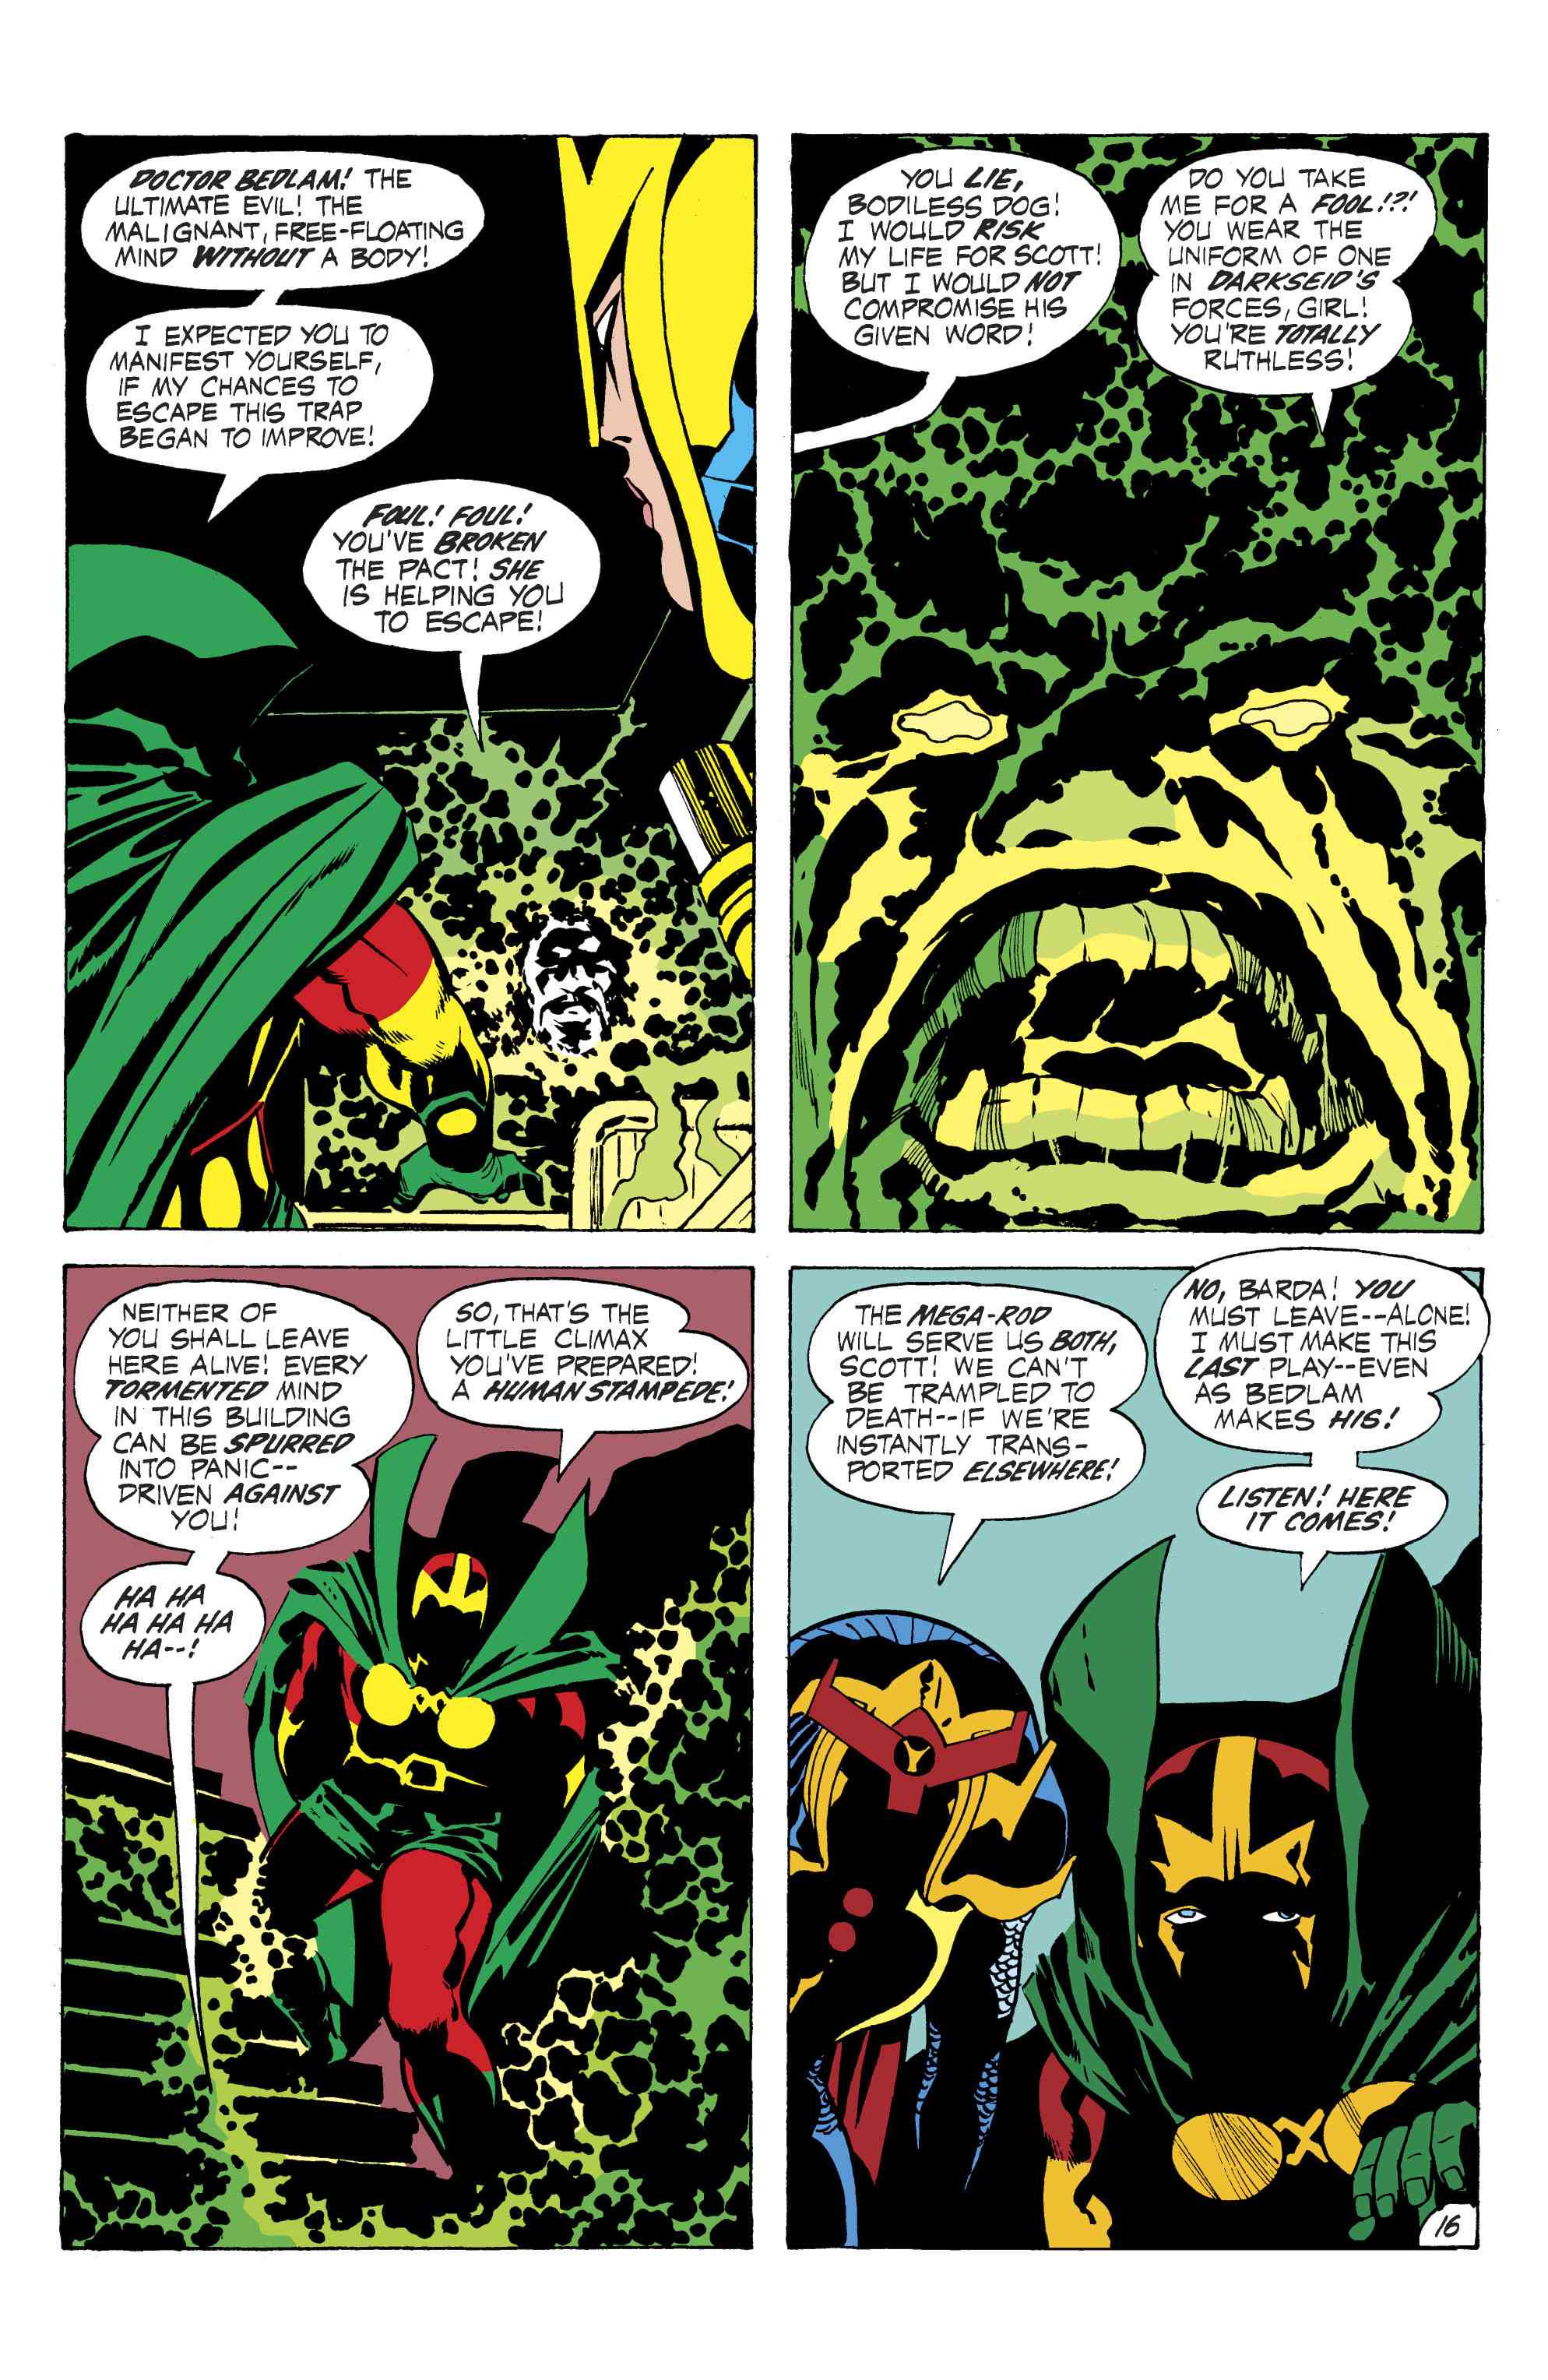 DOCTOR BEDLAM! THE
ULTIMATE EVIL! THE
MALIGNANT, FREE-FLOATING
MIND WITHOUT A BODY!
I EXPECTED YOU TO
MANIFEST YOURSELF,
IF MY CHANCES TO
ESCAPE THIS TRAP
BEGAN TO IMPROVE!
FOUL! FOUL!
YOU'VE BROKEN
THE PACT! SHE
IS HELPING YOU
TO ESCAPE!
YOU LIE,
BODILESS DOG!
I WOULD RISK
MY LIFE FOR SCOTT!
BUT I WOULD NOT
COMPROMISE HIS
GIVEN WORD!
DO YOU TAKE
ME FOR A FOOL!?!
YOU WEAR THE
UNIFORM OF ONE
IN DARKSEID'S
FORCES, GIRL!
YOU'RE TOTALLY
RUTHLESS!
NEITHER OF
YOU SHALL LEAVE
HERE ALIVE! EVERY
TORMENTED MIND
IN THIS BUILDING
CAN BE SPURRED
INTO PANIC--
DRIVEN AGAINST
YOU!
HA HA
HA HA HA
HA--!
SO, THAT'S THE
LITTLE CLIMAX
YOU'VE PREPARED!
A HUMAN STAMPEDE!
THE MEGA-ROD
WILL SERVE US BOTH,
SCOTT! WE CAN'T
BE TRAMPLED TO
DEATH--IF WE'RE
INSTANTLY TRANS-
PORTED ELSEWHERE!
NO, BARDA! YOU
MUST LEAVE--ALONE!
I MUST MAKE THIS
LAST PLAY--EVEN
AS BEDLAM
MAKES HIS!
LISTEN! HERE
IT COMES!
16